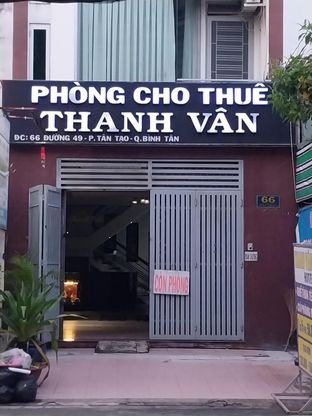 PHÒNG CHO THUÊ
THANH VÂN
ĐC: 66 ĐƯỜNG 49 - P.TÂN TẠO - Q.BÌNH TÂN
66
CÒN PHÒNG